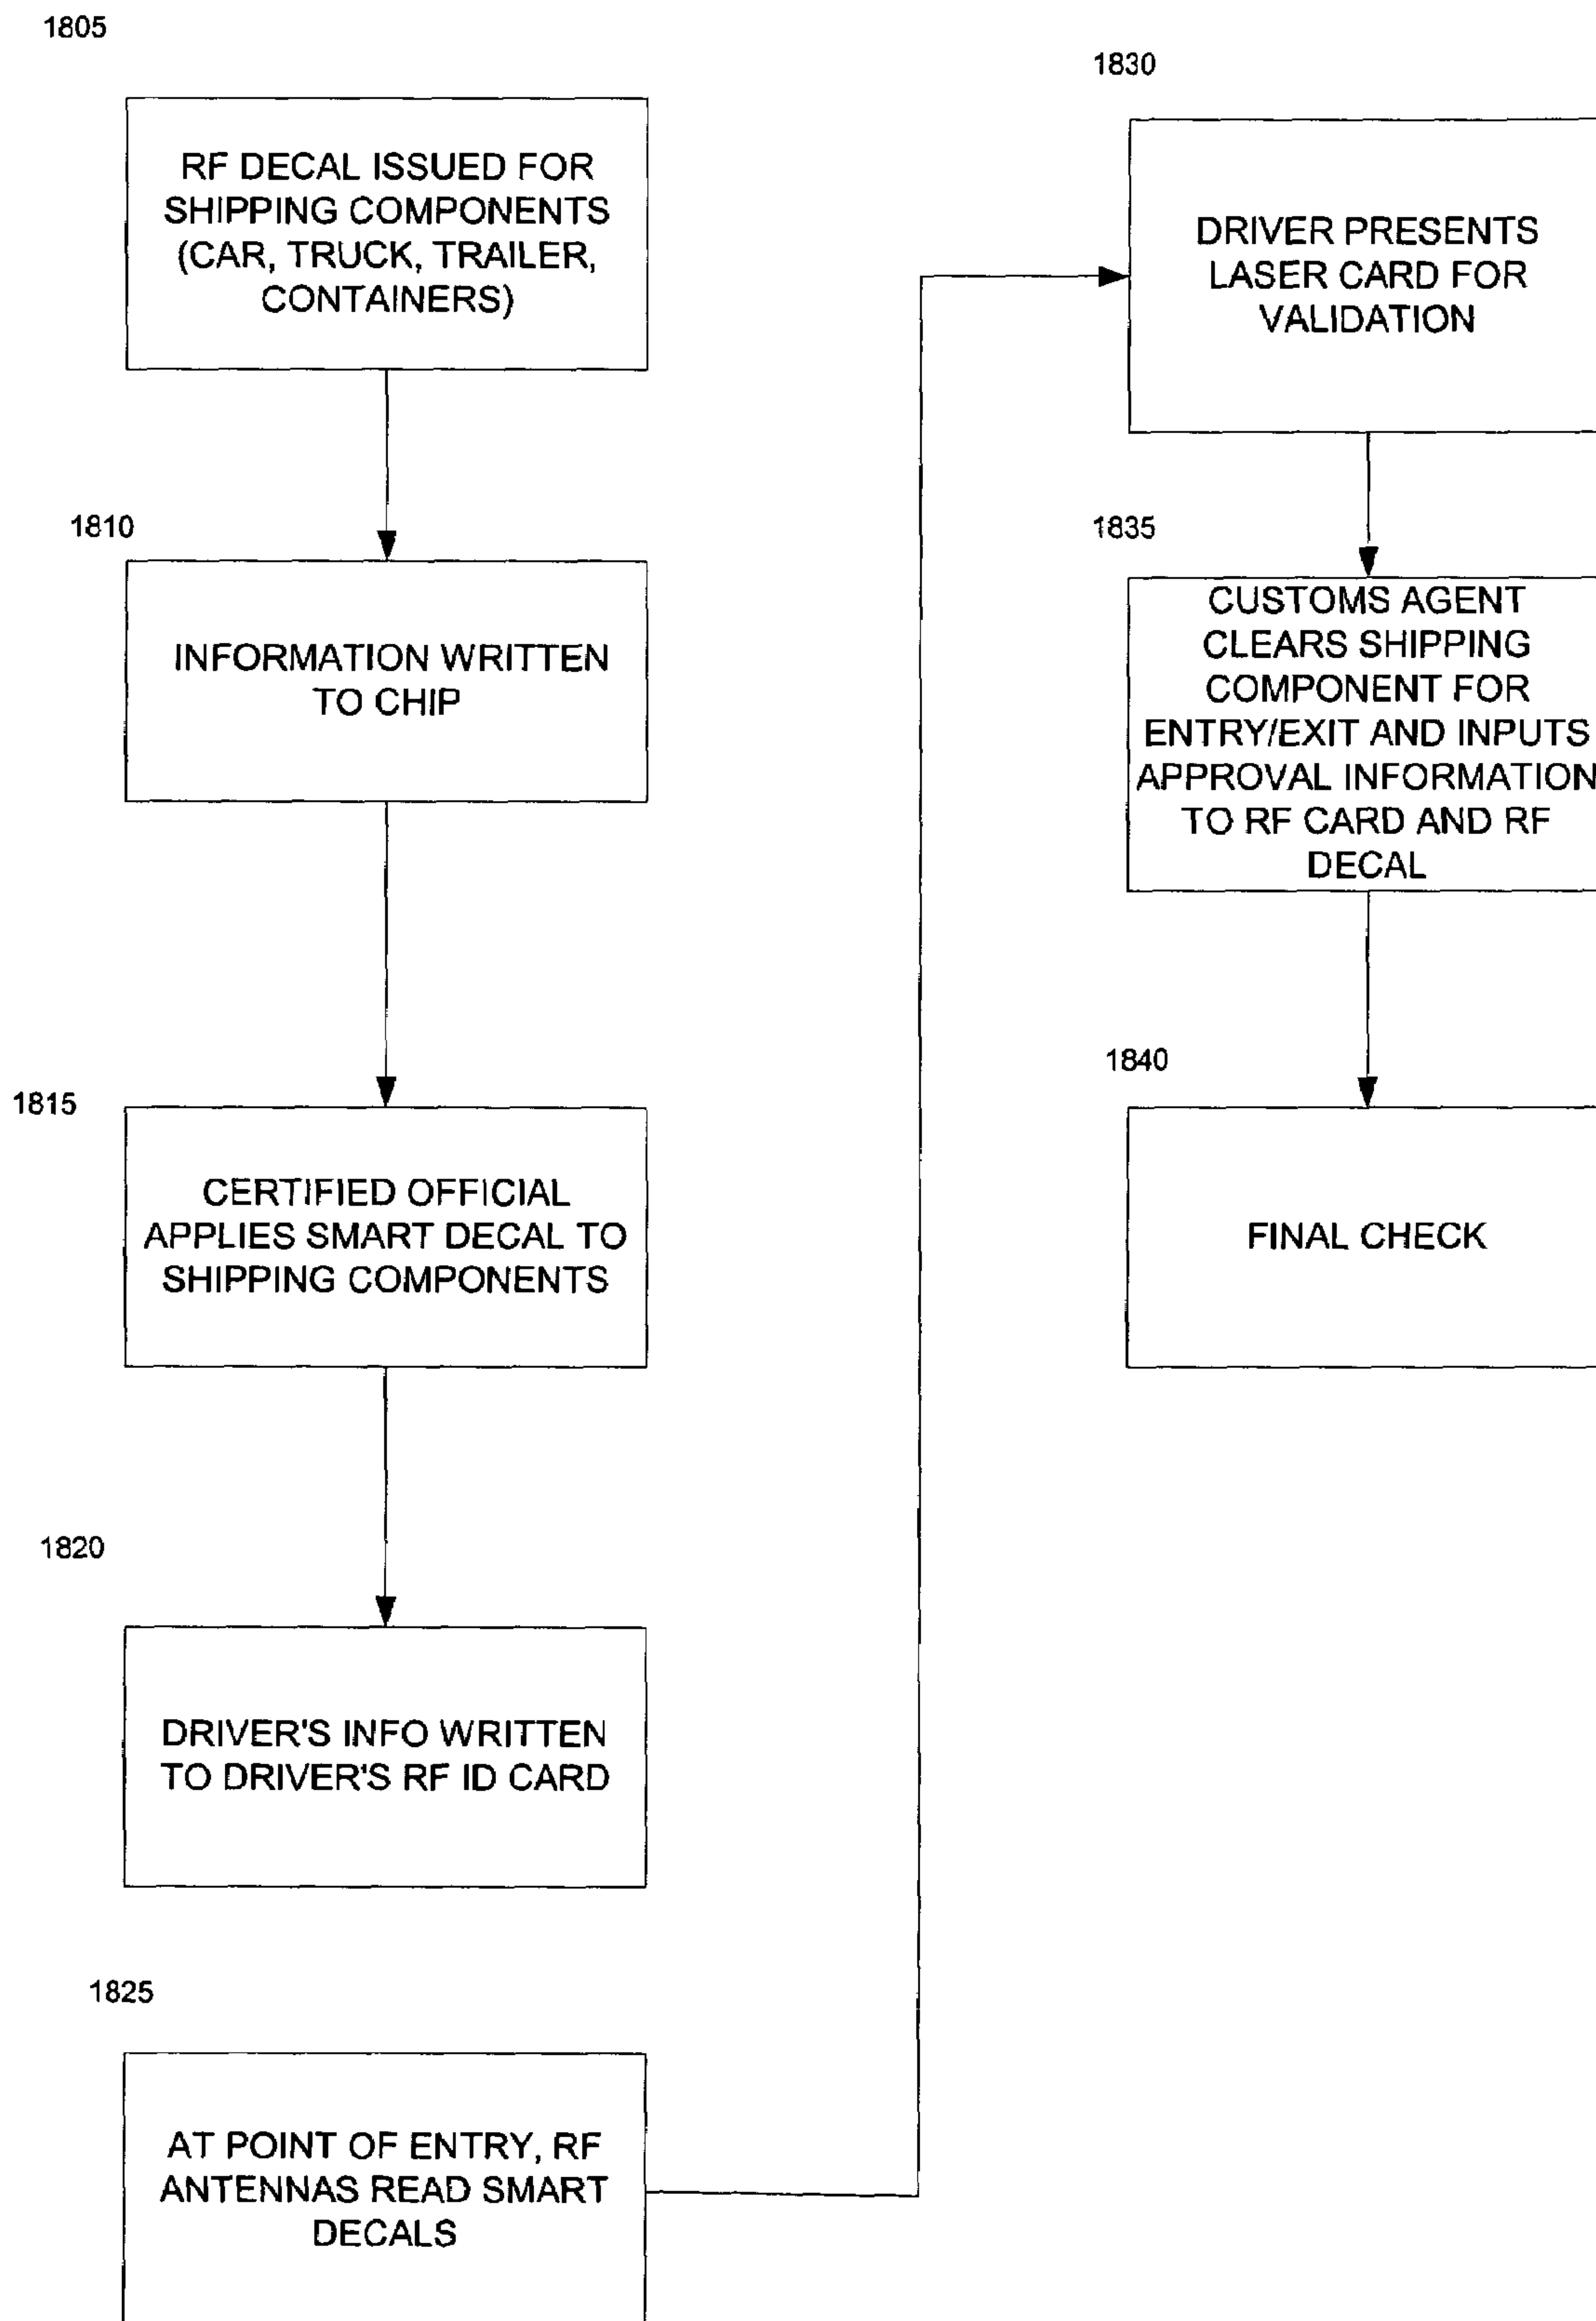 1805
RF DECAL ISSUED FOR
SHIPPING COMPONENTS
(CAR, TRUCK, TRAILER,
CONTAINERS)
1810
INFORMATION WRITTEN
TO CHIP
1815
CERTIFIED OFFICIAL
APPLIES SMART DECAL TO
SHIPPING COMPONENTS
1820
DRIVER'S INFO WRITTEN
TO DRIVER'S RF ID CARD
1825
AT POINT OF ENTRY, RF
ANTENNAS READ SMART
DECALS
1830
DRIVER PRESENTS
LASER CARD FOR
VALIDATION
1835
CUSTOMS AGENT
CLEARS SHIPPING
COMPONENT FOR
ENTRY/EXIT AND INPUTS
APPROVAL INFORMATION
TO RF CARD AND RF
DECAL
1840
FINAL CHECK